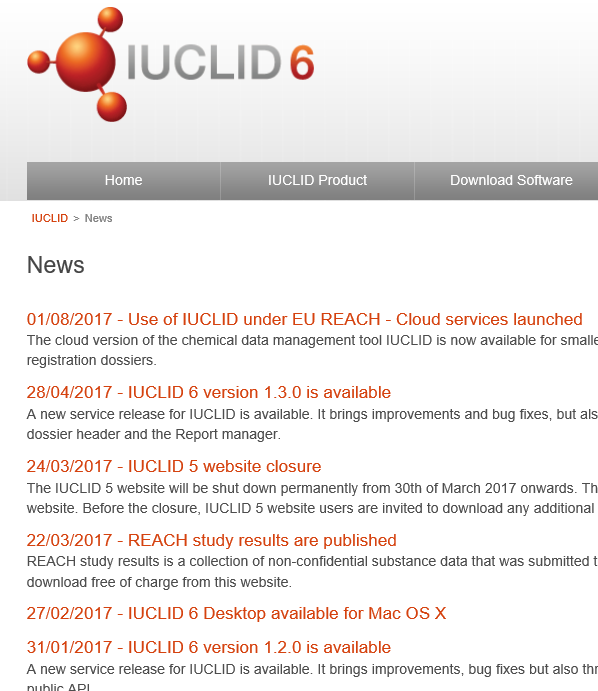 IUCLID 6
Home IUCLID Product Download Software
IUCLID > News
News
01/08/2017 - Use of IUCLID under EU REACH - Cloud services launched
The cloud version of the chemical data management tool IUCLID is now available for smalle
registration dossiers.
28/04/2017 - IUCLID 6 version 1.3.0 is available
A new service release for IUCLID is available. It brings improvements and bug fixes, but als
dossier header and the Report manager.
24/03/2017 - IUCLID 5 website closure
The IUCLID 5 website will be shut down permanently from 30th of March 2017 onwards. Th
website. Before the closure, IUCLID 5 website users are invited to download any additional
22/03/2017 - REACH study results are published
REACH study results is a collection of non-confidential substance data that was submitted t
download free of charge from this website.
27/02/2017 - IUCLID 6 Desktop available for Mac OS X
31/01/2017 - IUCLID 6 version 1.2.0 is available
A new service release for IUCLID is available. It brings improvements, bug fixes but also thr
public API